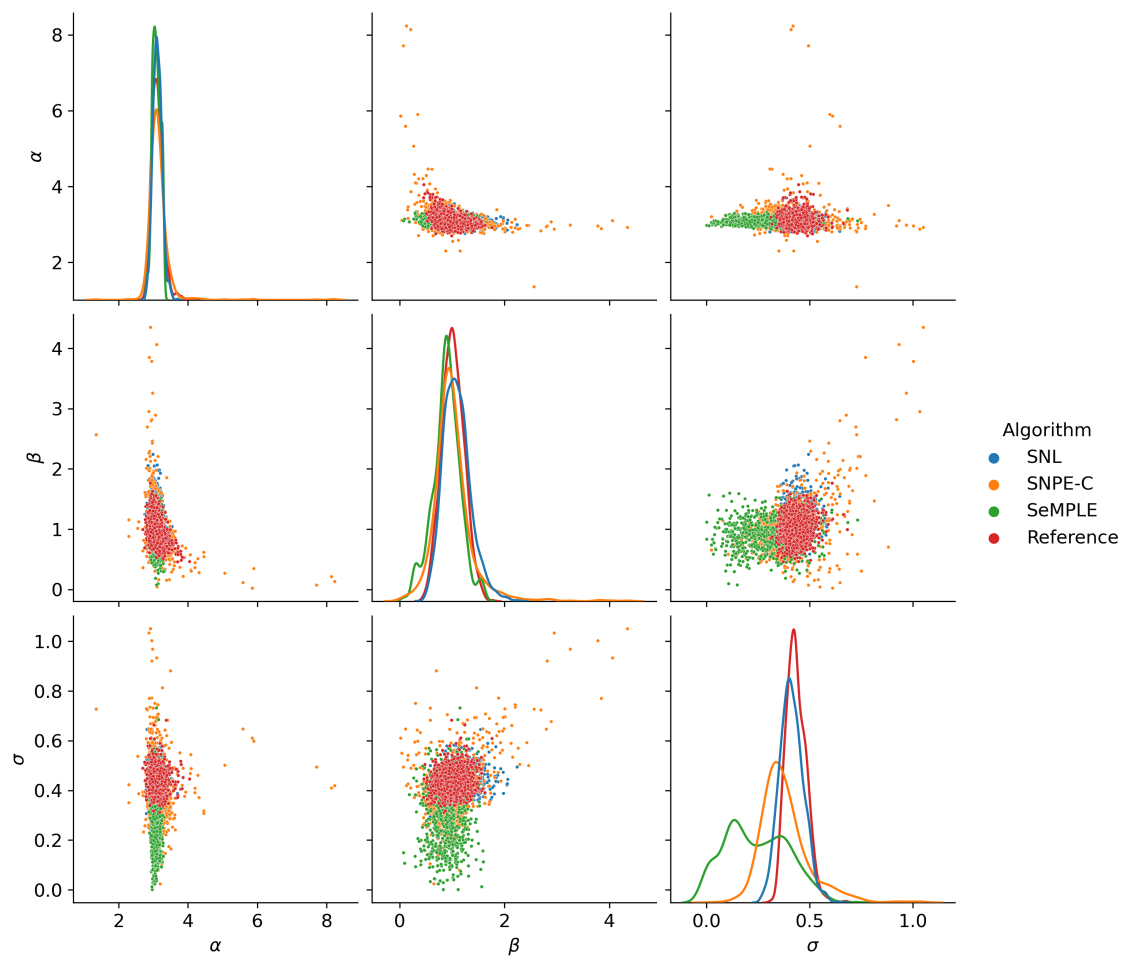 8
6
4
2
α
4
3
2
1
0
β
Algorithm
SNL
SNPE-C
SeMPLE
Reference
1.0
0.8
0.6
0.4
0.2
0.0
σ
2 4 6 8
0 2 4
0.0 0.5 1.0
α
β
σ